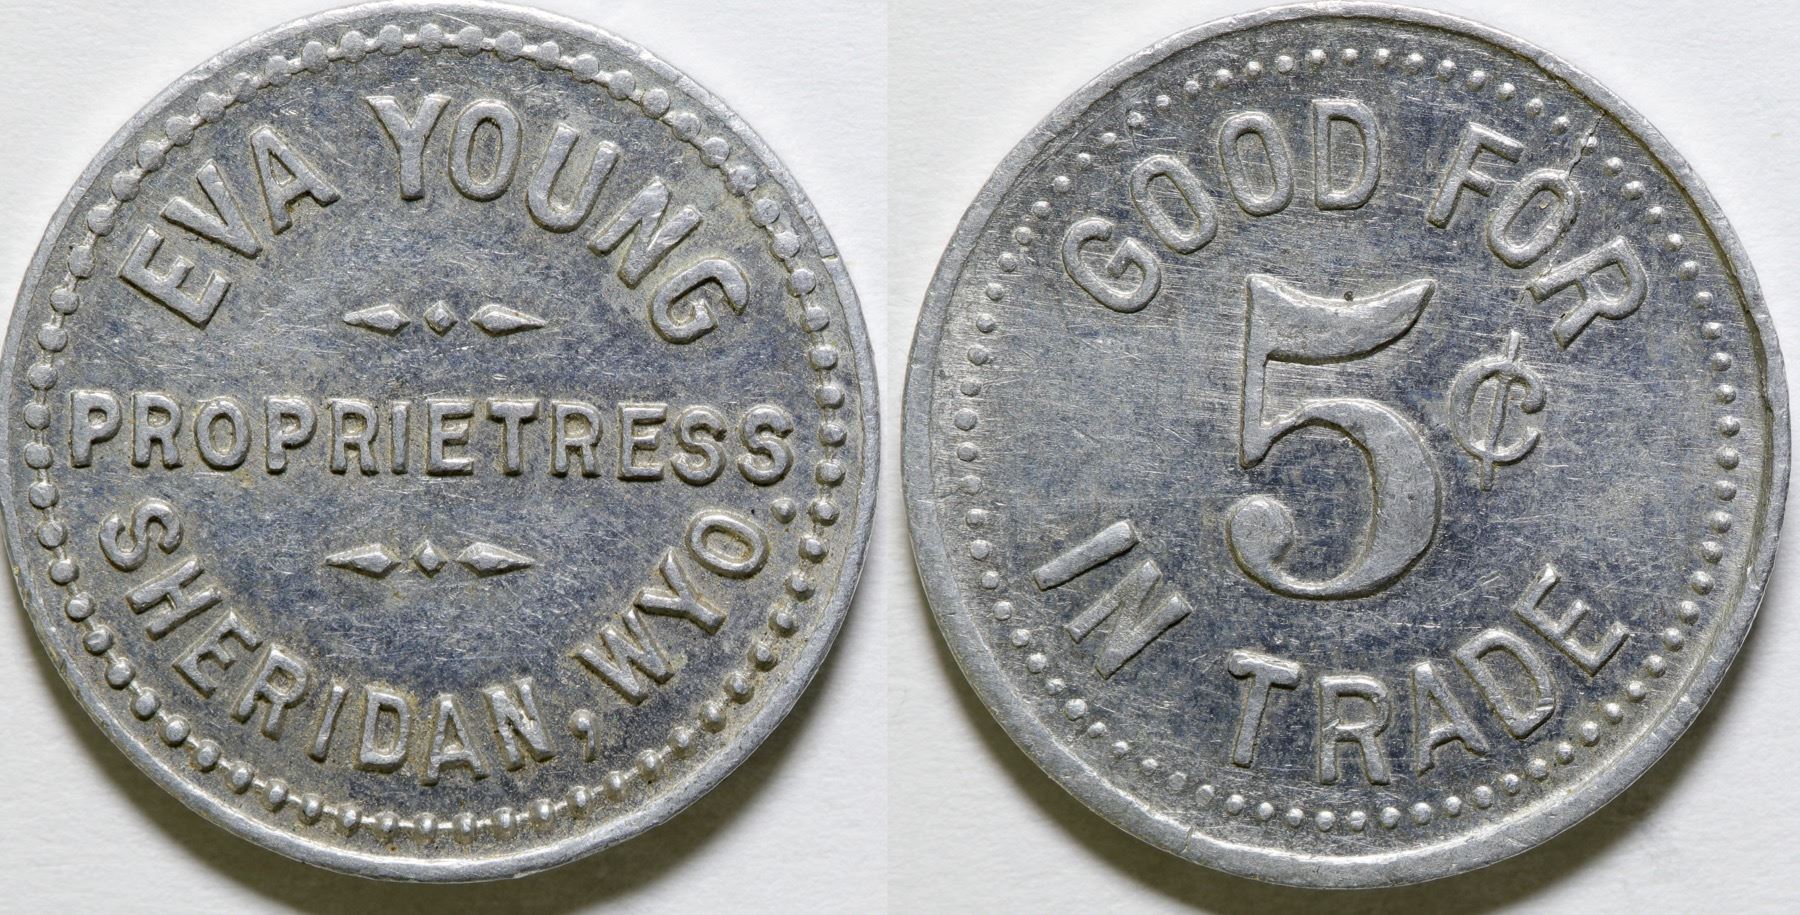 EVA YOUNG
PROPRIETRESS
SHERIDAN, WYO.
GOOD FOR
5¢
IN TRADE